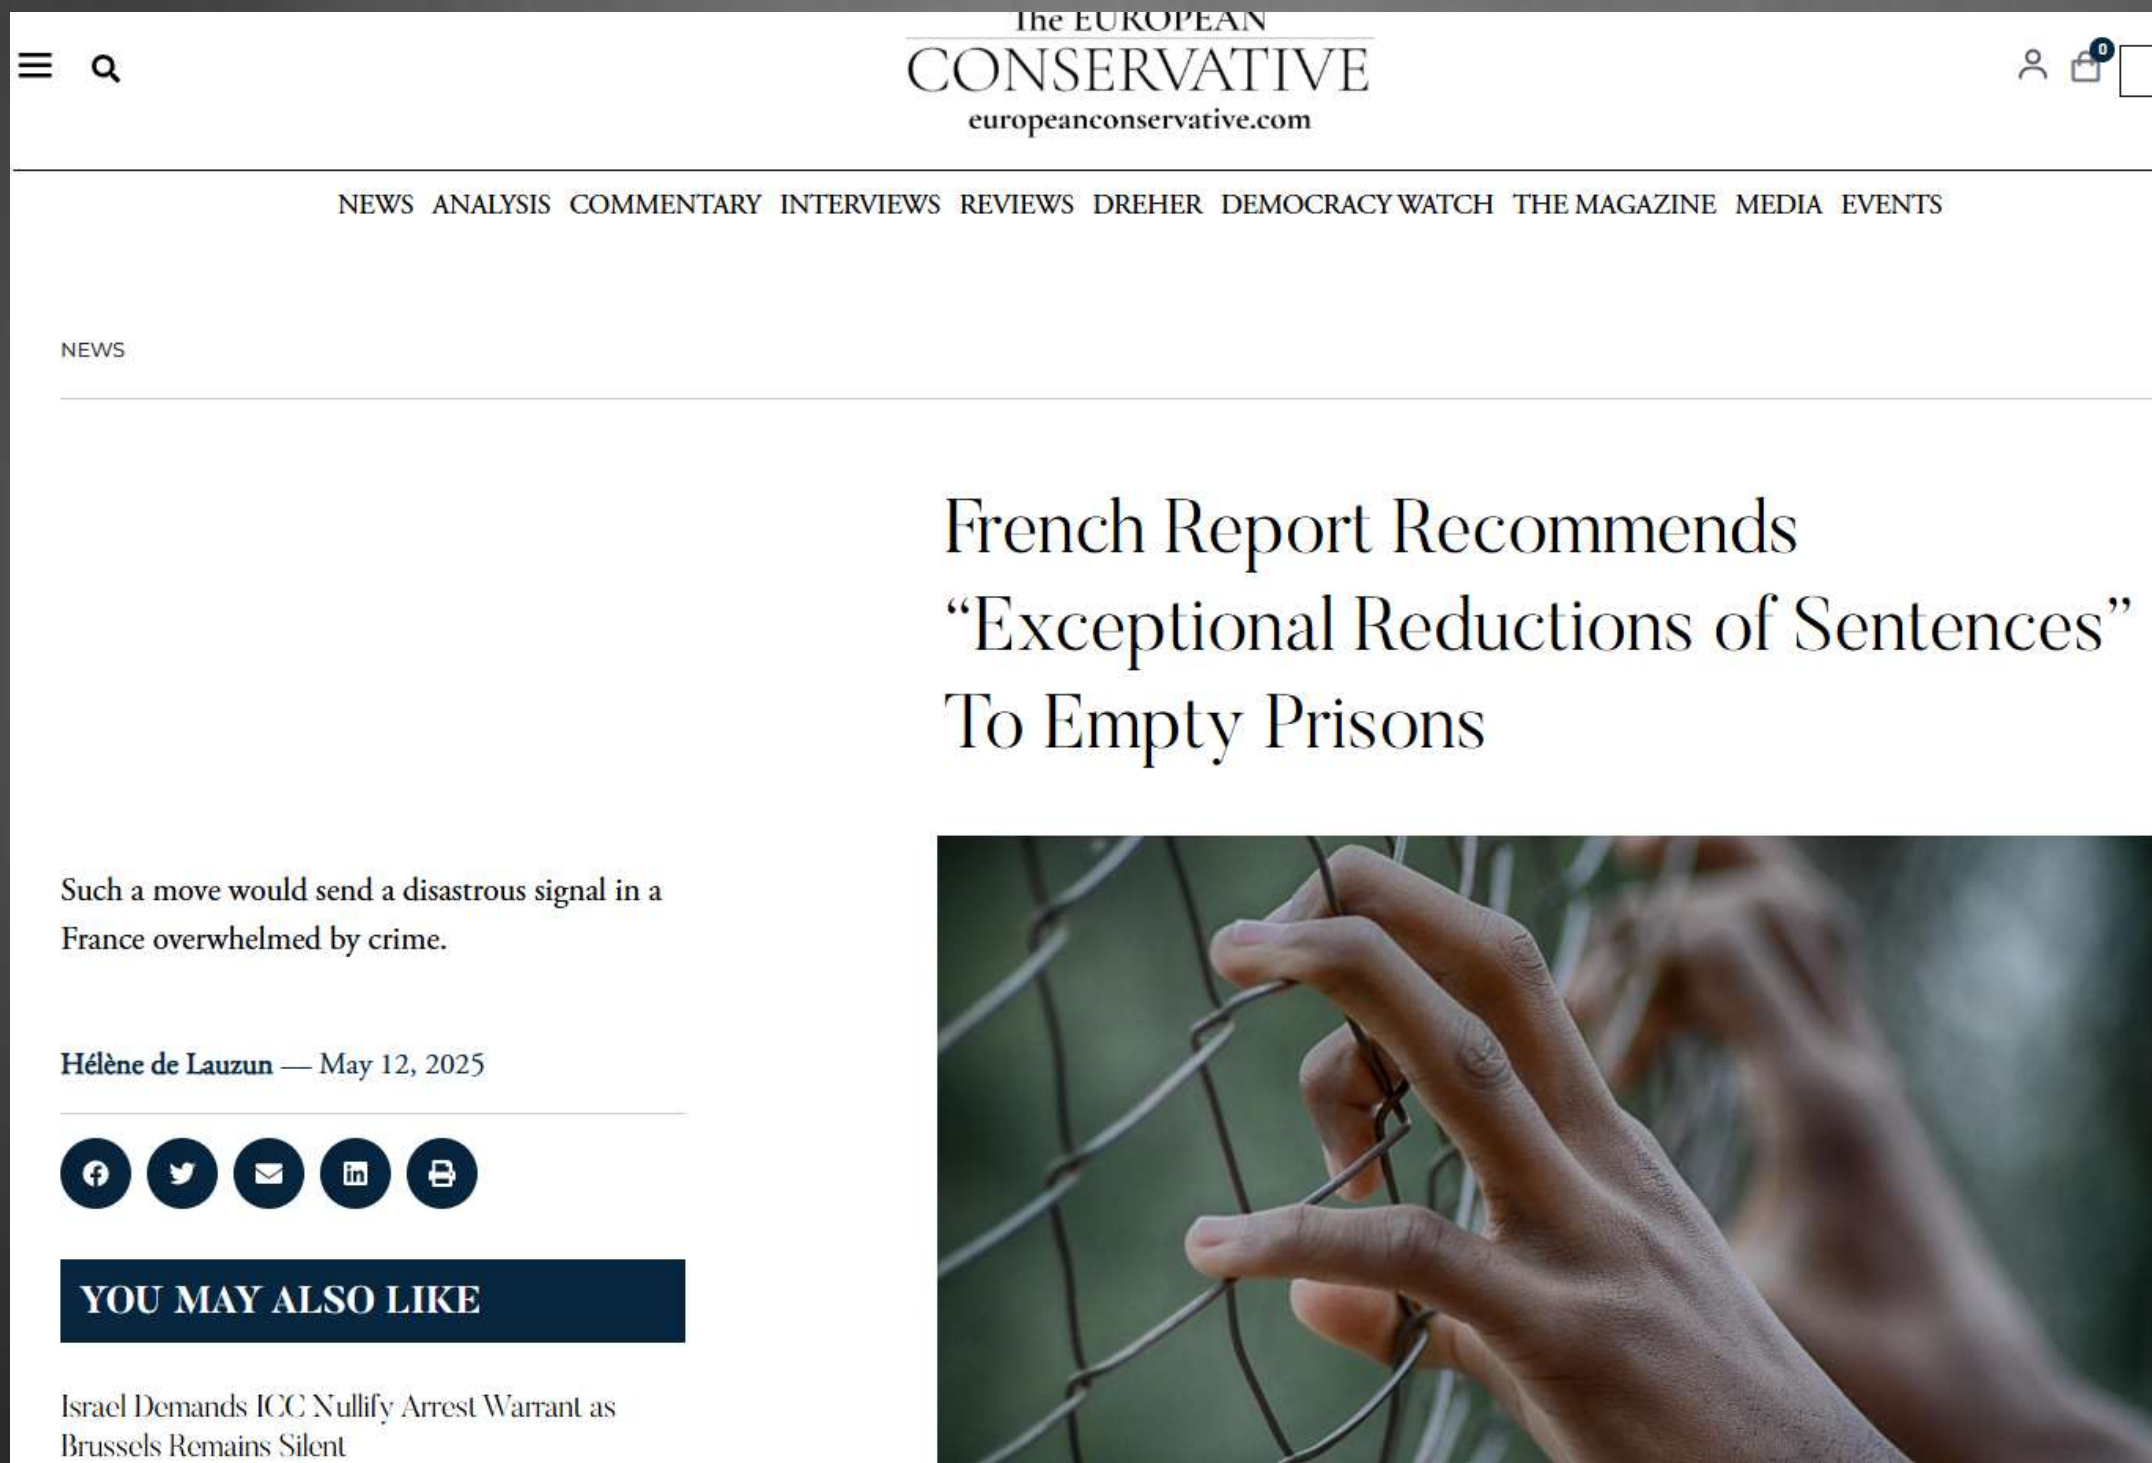 The EUROPEAN
CONSERVATIVE
europeanconservative.com
0
NEWS ANALYSIS COMMENTARY INTERVIEWS REVIEWS DREHER DEMOCRACY WATCH THE MAGAZINE MEDIA EVENTS
NEWS
French Report Recommends
“Exceptional Reductions of Sentences”
To Empty Prisons
Such a move would send a disastrous signal in a
France overwhelmed by crime.
Hélène de Lauzun — May 12, 2025
YOU MAY ALSO LIKE
Israel Demands ICC Nullify Arrest Warrant as
Brussels Remains Silent